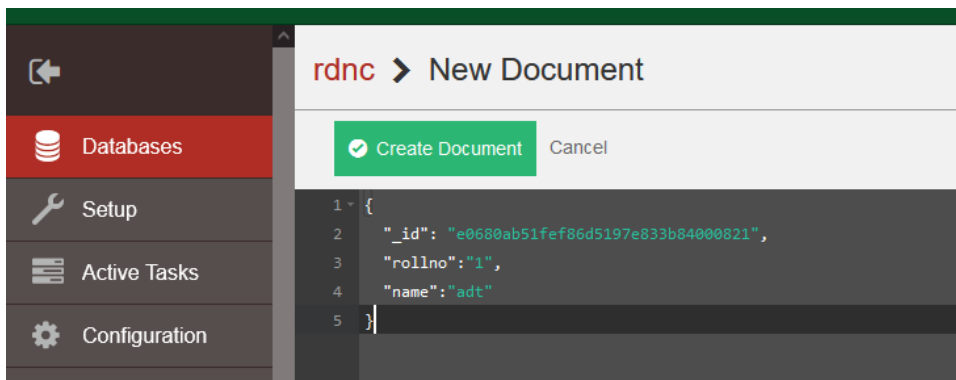 rdnc > New Document
Databases
Create Document Cancel
Setup
Active Tasks
Configuration
1 {
2 "_id": "e0680ab51fef86d5197e833b84000821",
3 "rollno":"1",
4 "name":"adt"
5 }